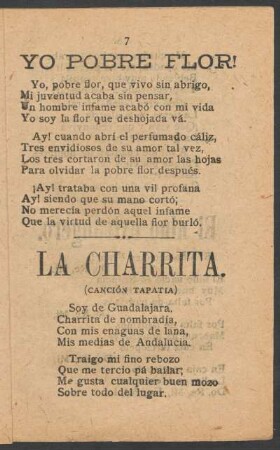 7
YO POBRE FLOR!
Yo, pobre flor, que vivo sin abrigo,
Mi juventud acaba sin pensar,
Un hombre infame acabó con mi vida
Yo soy la flor que deshojada vá.
Ay! cuando abrí el perfumado cáliz,
Tres envidiosos de su amor tal vez,
Los tres cortaron de su amor las hojas
Para olvidar la pobre flor después.
¡Ay! trataba con una vil profana
Ay! siendo que su mano cortó;
No merecía perdón aquel infame
Que la virtud de aquella flor burló.
LA CHARRITA.
(CANCIÓN TAPATIA)
Soy de Guadalajara.
Charrita de nombradía,
Con mis enaguas de lana,
Mis medias de Andalucía.
Traigo mi fino rebozo
Que me tercio pá bailar;
Me gusta cualquier buen mozo
Sobre todo del lugar.